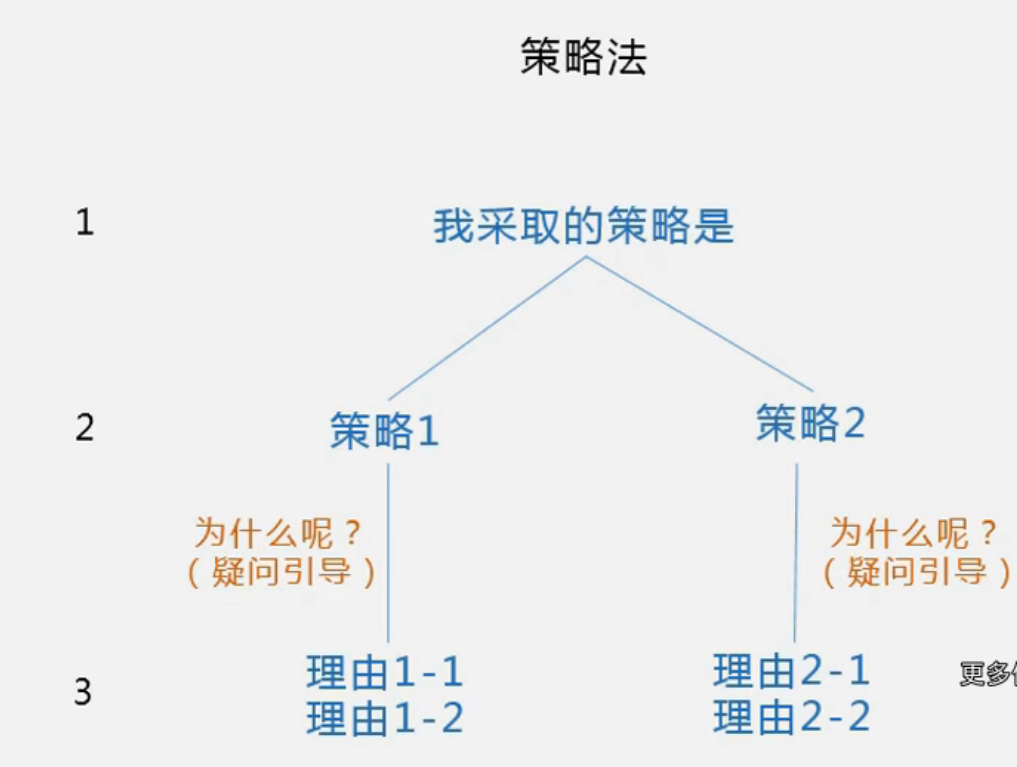 策略法
1
我采取的策略是
2
策略1
策略2
为什么呢？
（疑问引导）
为什么呢？
（疑问引导）
3
理由1-1
理由1-2
理由2-1
理由2-2
更多